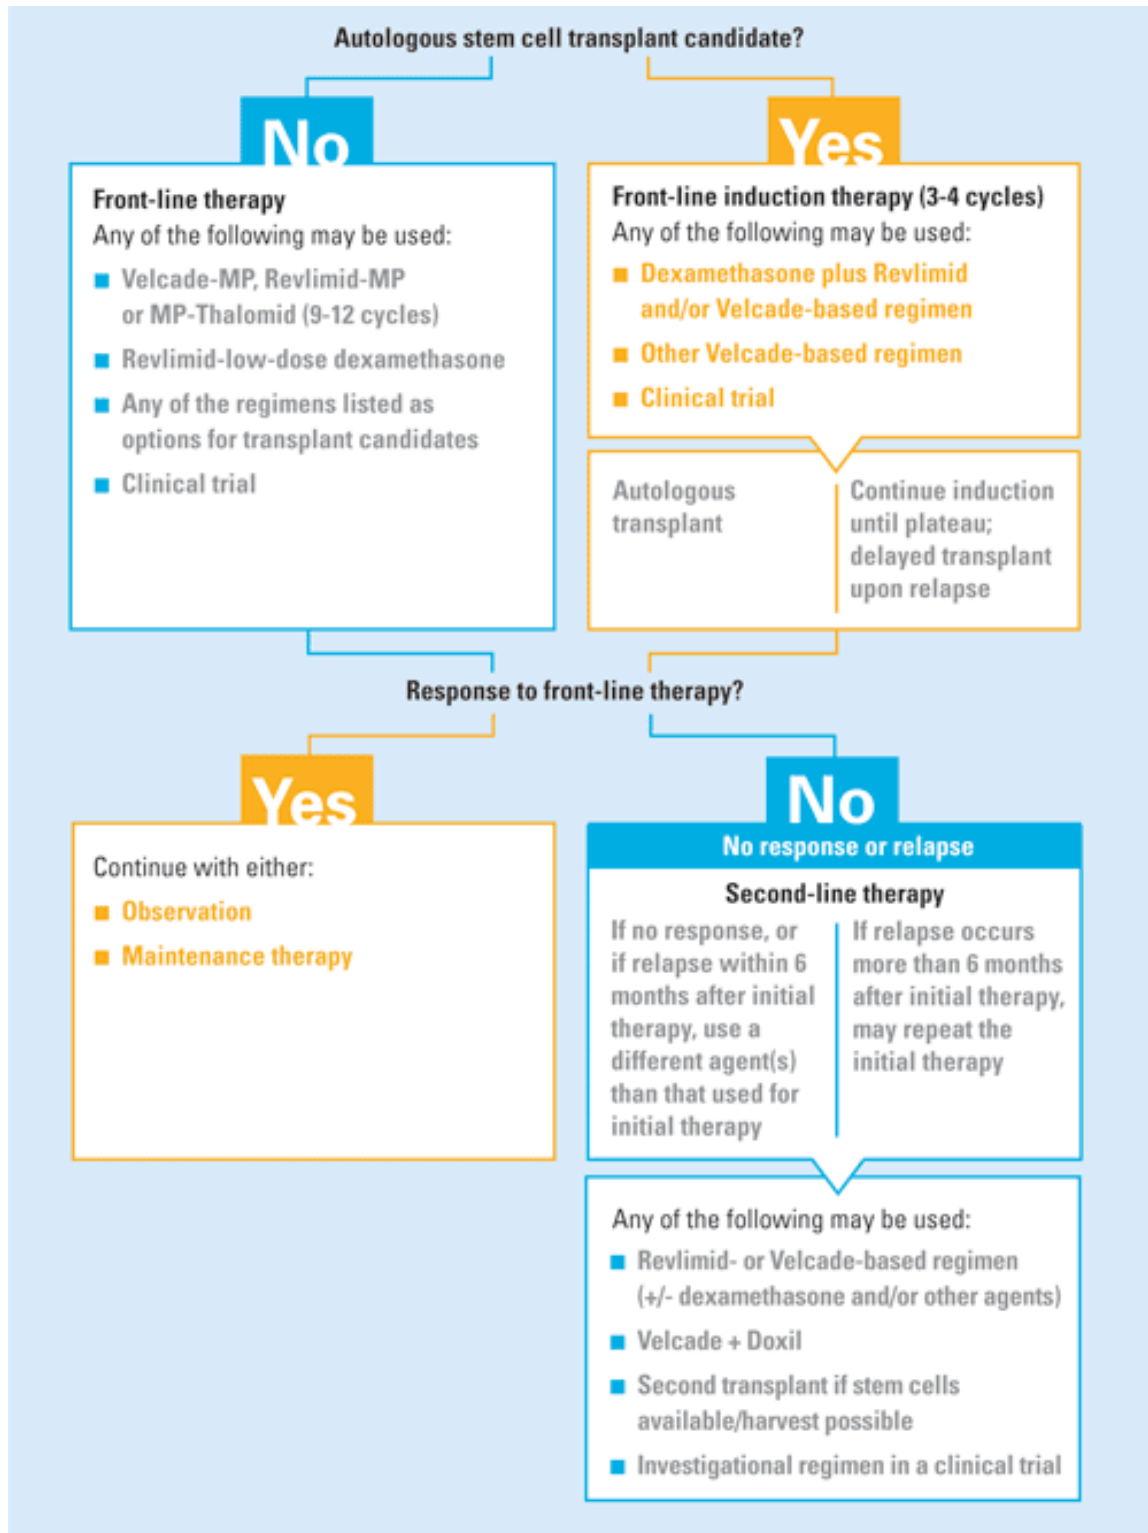 Autologous stem cell transplant candidate?
No
Front-line therapy
Any of the following may be used:
Velcade-MP, Revlimid-MP
or MP-Thalomid (9-12 cycles)
Revlimid-low-dose dexamethasone
Any of the regimens listed as
options for transplant candidates
Clinical trial
Yes
Front-line induction therapy (3-4 cycles)
Any of the following may be used:
Dexamethasone plus Revlimid
and/or Velcade-based regimen
Other Velcade-based regimen
Clinical trial
Autologous
transplant
Continue induction
until plateau;
delayed transplant
upon relapse
Response to front-line therapy?
Yes
Continue with either:
Observation
Maintenance therapy
No
No response or relapse
Second-line therapy
If no response, or
if relapse within 6
months after initial
therapy, use a
different agent(s)
than that used for
initial therapy
If relapse occurs
more than 6 months
after initial therapy,
may repeat the
initial therapy
Any of the following may be used:
Revlimid- or Velcade-based regimen
(+/- dexamethasone and/or other agents)
Velcade + Doxil
Second transplant if stem cells
available/harvest possible
Investigational regimen in a clinical trial